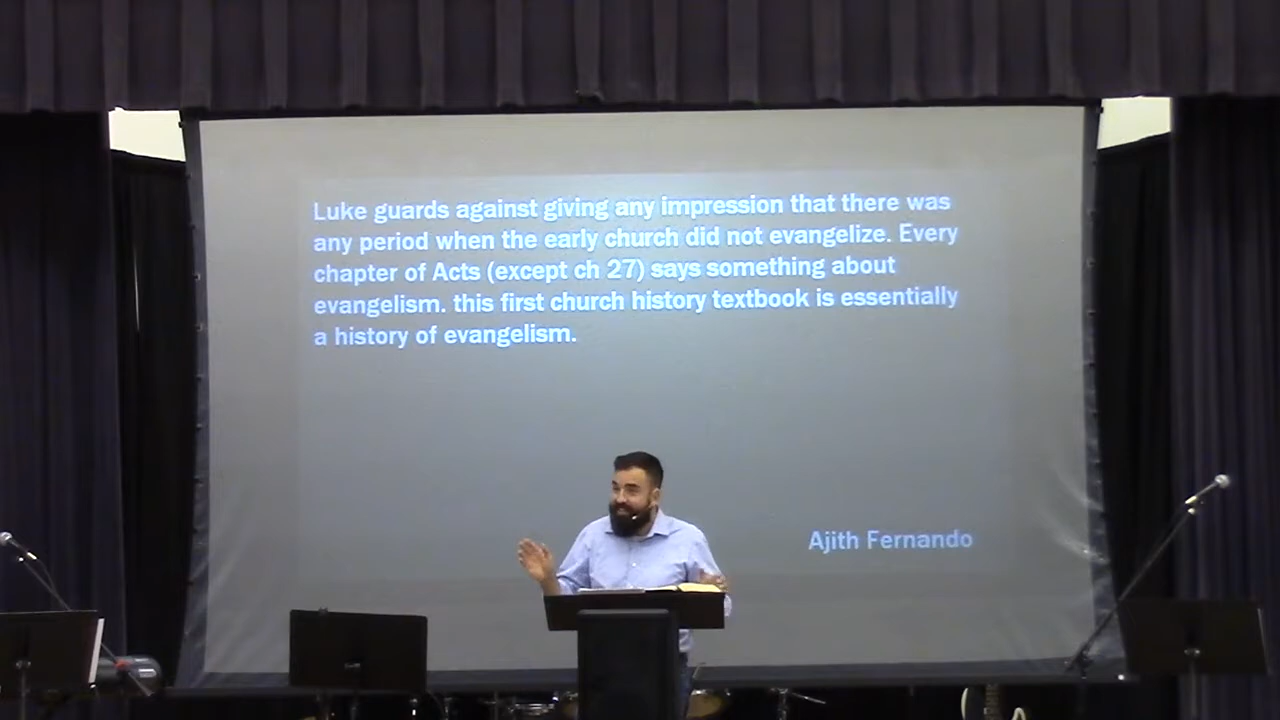 Luke guards against giving any impression that there was
any period when the early church did not evangelize. Every
chapter of Acts (except ch 27) says something about
evangelism. this first church history textbook is essentially
a history of evangelism.
Ajith Fernando